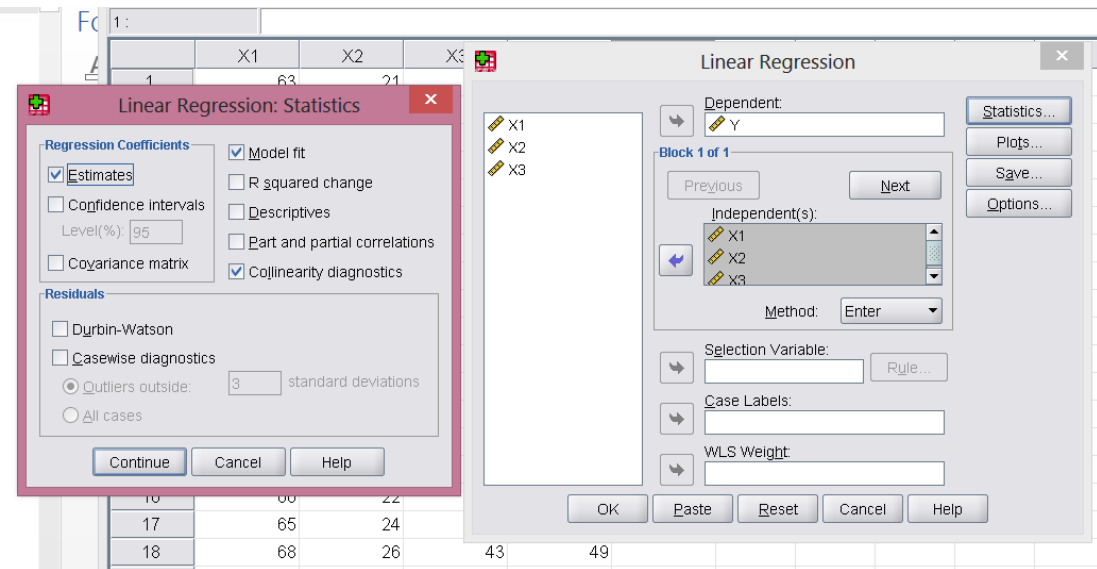 Fo
1 :
X1 X2 X3
1 63 21
Linear Regression: Statistics
Regression Coefficients
Estimates
Confidence intervals
Level(%): 95
Covariance matrix
Model fit
R squared change
Descriptives
Part and partial correlations
Collinearity diagnostics
Residuals
Durbin-Watson
Casewise diagnostics
Outliers outside: 3 standard deviations
All cases
Continue Cancel Help
17 65 24
18 68 26 43 49
Linear Regression
X1
X2
X3
Dependent:
Y
Block 1 of 1
Previous Next
Independent(s):
X1
X2
X3
Method: Enter
Selection Variable:
Rule...
Case Labels:
WLS Weight:
Statistics...
Plots...
Save...
Options...
OK Paste Reset Cancel Help